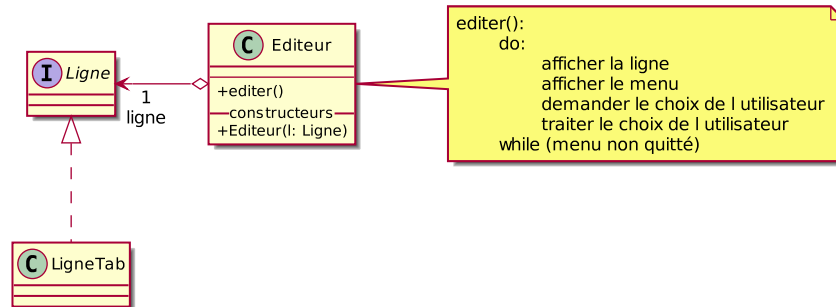 I Ligne
1
ligne
C Editeur
+editer()
constructeurs
+Editeur(l: Ligne)
editer():
do:
afficher la ligne
afficher le menu
demander le choix de l utilisateur
traiter le choix de l utilisateur
while (menu non quitté)
C LigneTab